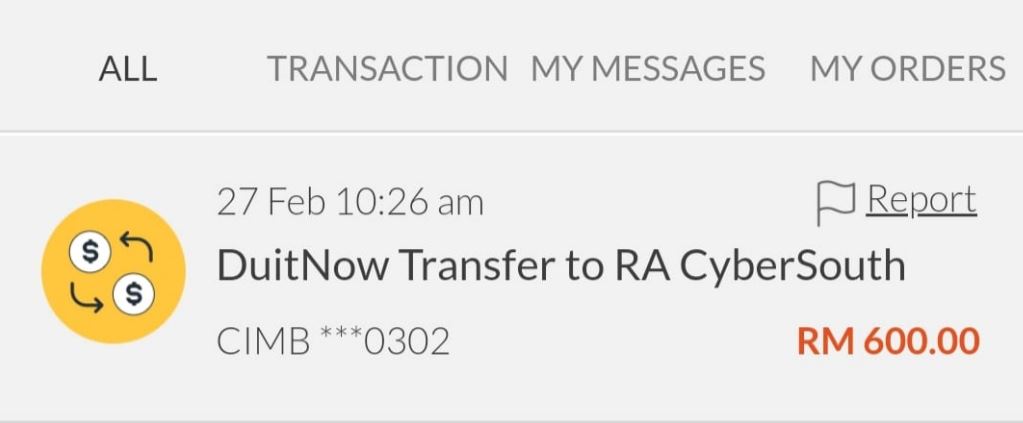 ALL TRANSACTION MY MESSAGES MY ORDERS
27 Feb 10:26 am Report
DuitNow Transfer to RA CyberSouth
CIMB ***0302 RM 600.00